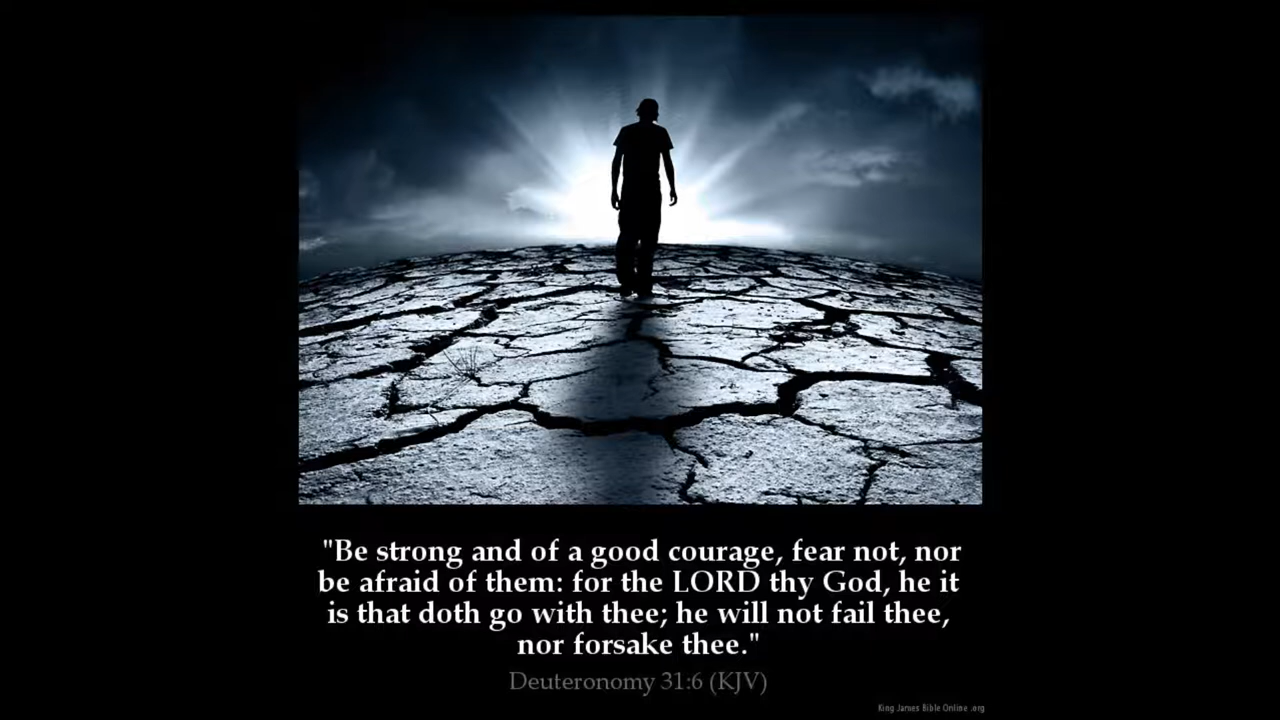 "Be strong and of a good courage, fear not, nor
be afraid of them: for the LORD thy God, he it
is that doth go with thee; he will not fail thee,
nor forsake thee."
Deuteronomy 31:6 (KJV)
King James Bible Online .org